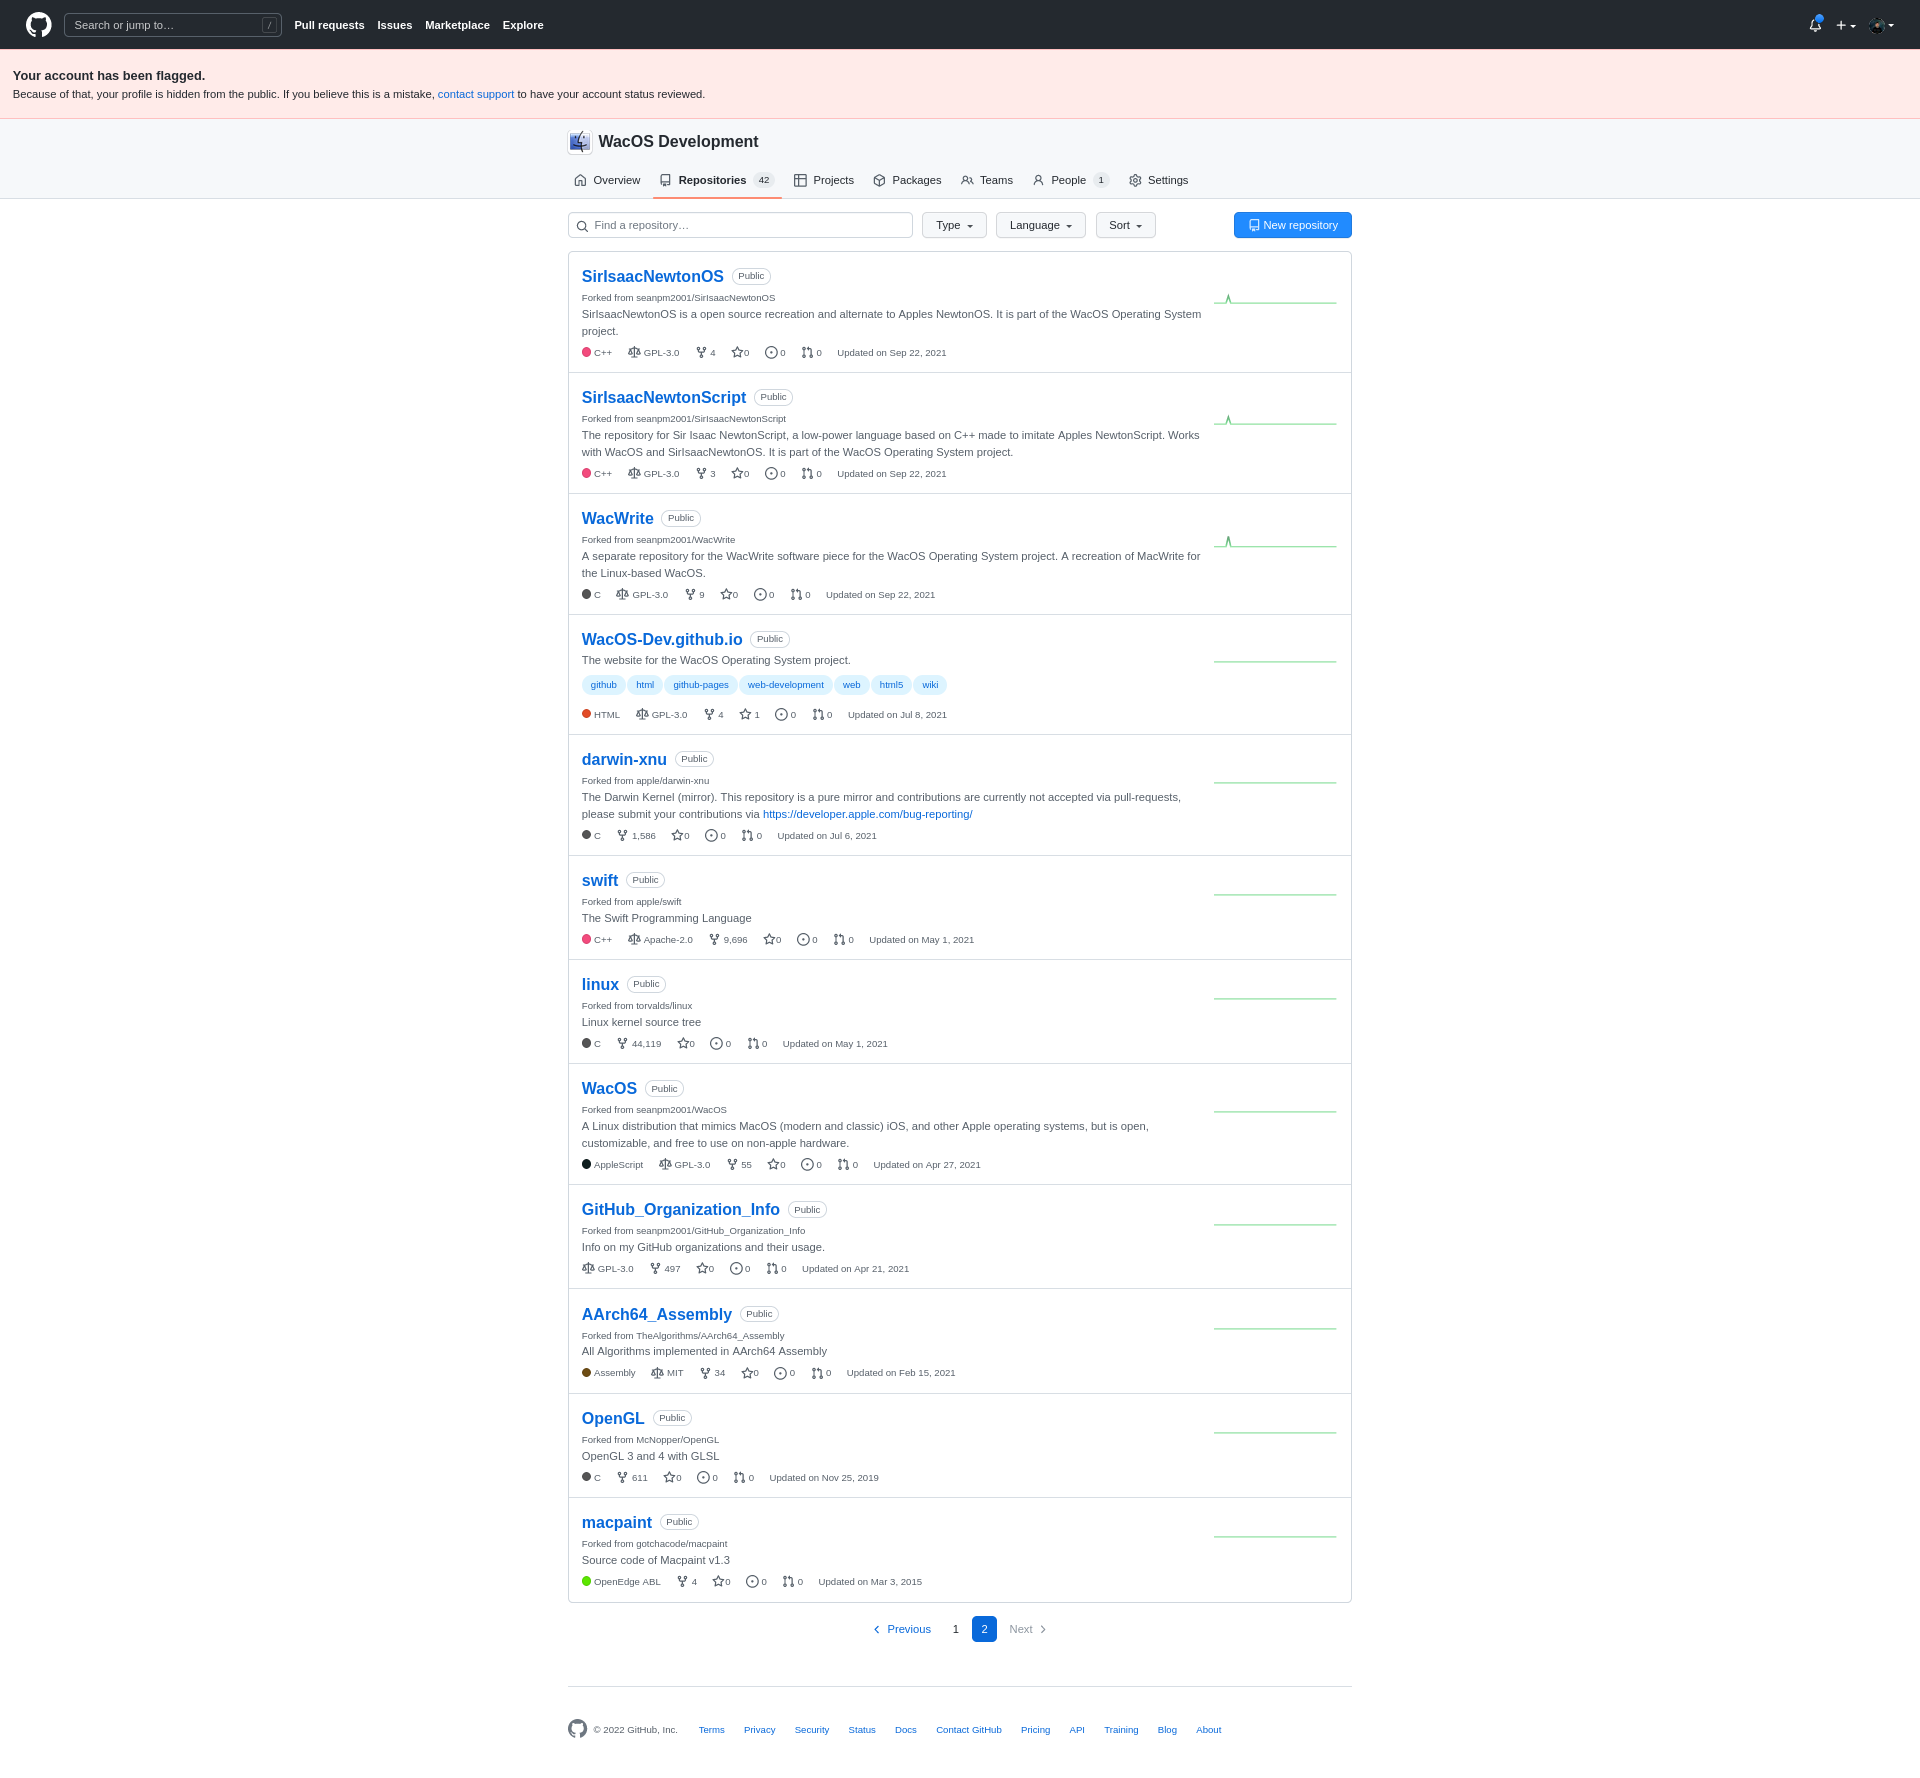 Search or jump to… /
Pull requests Issues Marketplace Explore
Your account has been flagged.
Because of that, your profile is hidden from the public. If you believe this is a mistake, contact support to have your account status reviewed.
WacOS Development
Overview Repositories 42 Projects Packages Teams People 1 Settings
Find a repository… Type Language Sort New repository
SirIsaacNewtonOS Public
Forked from seanpm2001/SirIsaacNewtonOS
SirIsaacNewtonOS is a open source recreation and alternate to Apples NewtonOS. It is part of the WacOS Operating System
project.
C++ GPL-3.0 4 0 0 0 Updated on Sep 22, 2021
SirIsaacNewtonScript Public
Forked from seanpm2001/SirIsaacNewtonScript
The repository for Sir Isaac NewtonScript, a low-power language based on C++ made to imitate Apples NewtonScript. Works
with WacOS and SirIsaacNewtonOS. It is part of the WacOS Operating System project.
C++ GPL-3.0 3 0 0 0 Updated on Sep 22, 2021
WacWrite Public
Forked from seanpm2001/WacWrite
A separate repository for the WacWrite software piece for the WacOS Operating System project. A recreation of MacWrite for
the Linux-based WacOS.
C GPL-3.0 9 0 0 0 Updated on Sep 22, 2021
WacOS-Dev.github.io Public
The website for the WacOS Operating System project.
github html github-pages web-development web html5 wiki
HTML GPL-3.0 4 1 0 0 Updated on Jul 8, 2021
darwin-xnu Public
Forked from apple/darwin-xnu
The Darwin Kernel (mirror). This repository is a pure mirror and contributions are currently not accepted via pull-requests,
please submit your contributions via https://developer.apple.com/bug-reporting/
C 1,586 0 0 0 Updated on Jul 6, 2021
swift Public
Forked from apple/swift
The Swift Programming Language
C++ Apache-2.0 9,696 0 0 0 Updated on May 1, 2021
linux Public
Forked from torvalds/linux
Linux kernel source tree
C 44,119 0 0 0 Updated on May 1, 2021
WacOS Public
Forked from seanpm2001/WacOS
A Linux distribution that mimics MacOS (modern and classic) iOS, and other Apple operating systems, but is open,
customizable, and free to use on non-apple hardware.
AppleScript GPL-3.0 55 0 0 0 Updated on Apr 27, 2021
GitHub_Organization_Info Public
Forked from seanpm2001/GitHub_Organization_Info
Info on my GitHub organizations and their usage.
GPL-3.0 497 0 0 0 Updated on Apr 21, 2021
AArch64_Assembly Public
Forked from TheAlgorithms/AArch64_Assembly
All Algorithms implemented in AArch64 Assembly
Assembly MIT 34 0 0 0 Updated on Feb 15, 2021
OpenGL Public
Forked from McNopper/OpenGL
OpenGL 3 and 4 with GLSL
C 611 0 0 0 Updated on Nov 25, 2019
macpaint Public
Forked from gotchacode/macpaint
Source code of Macpaint v1.3
OpenEdge ABL 4 0 0 0 Updated on Mar 3, 2015
Previous 1 2 Next
© 2022 GitHub, Inc. Terms Privacy Security Status Docs Contact GitHub Pricing API Training Blog About